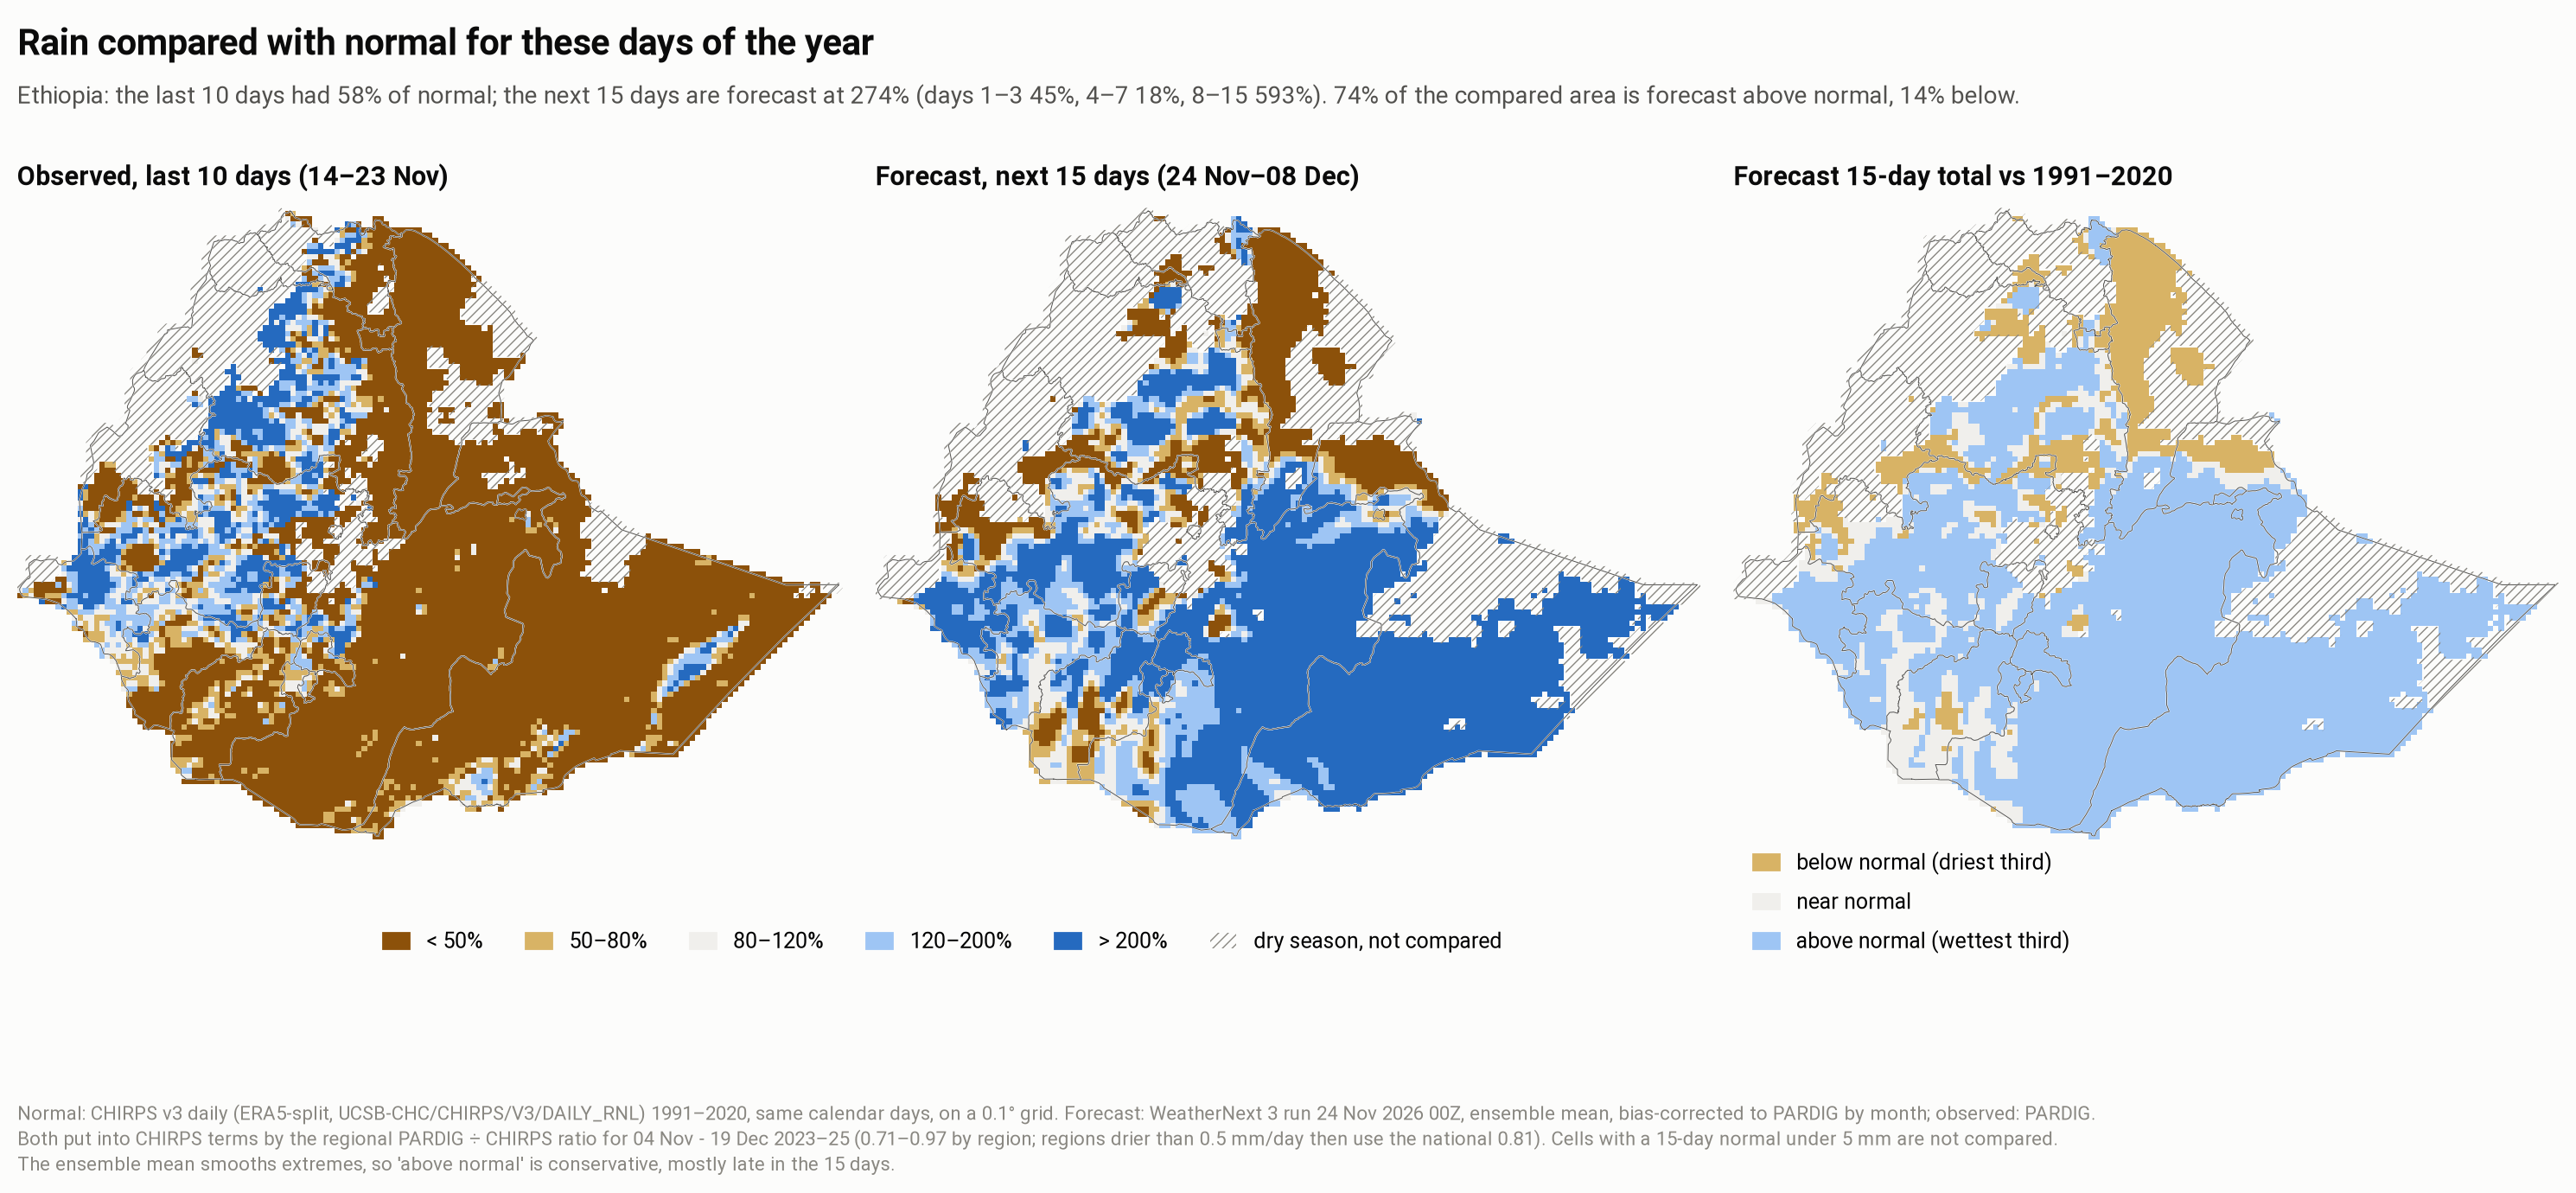 Rain compared with normal for these days of the year
Ethiopia: the last 10 days had 58% of normal; the next 15 days are forecast at 274% (days 1–3 45%, 4–7 18%, 8–15 593%). 74% of the compared area is forecast above normal, 14% below.
Observed, last 10 days (14–23 Nov)
Forecast, next 15 days (24 Nov–08 Dec)
Forecast 15-day total vs 1991–2020
below normal (driest third)
near normal
above normal (wettest third)
< 50%
50–80%
80–120%
120–200%
> 200%
dry season, not compared
Normal: CHIRPS v3 daily (ERA5-split, UCSB-CHC/CHIRPS/V3/DAILY_RNL) 1991–2020, same calendar days, on a 0.1° grid. Forecast: WeatherNext 3 run 24 Nov 2026 00Z, ensemble mean, bias-corrected to PARDIG by month; observed: PARDIG.
Both put into CHIRPS terms by the regional PARDIG ÷ CHIRPS ratio for 04 Nov - 19 Dec 2023–25 (0.71–0.97 by region; regions drier than 0.5 mm/day then use the national 0.81). Cells with a 15-day normal under 5 mm are not compared.
The ensemble mean smooths extremes, so 'above normal' is conservative, mostly late in the 15 days.